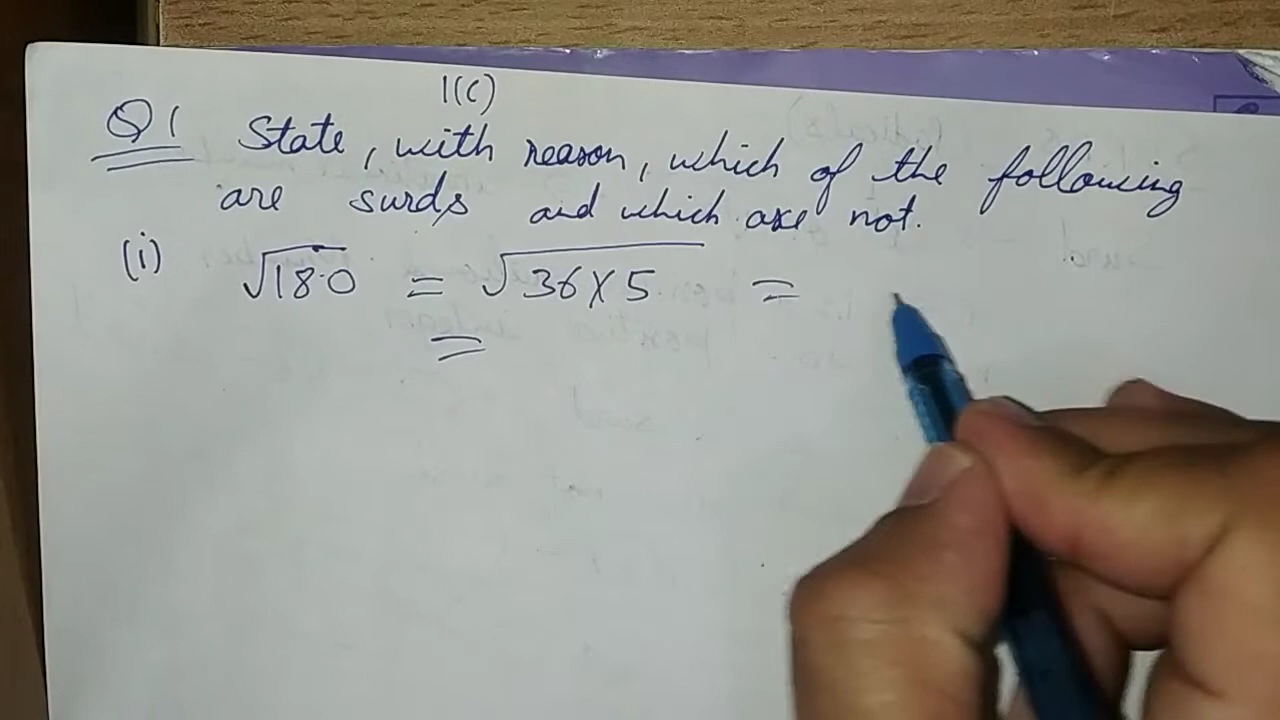 1(C)
Q1 State, with reason, which of the following
are surds and which are not.
(i) √180 = √36×5 =
=